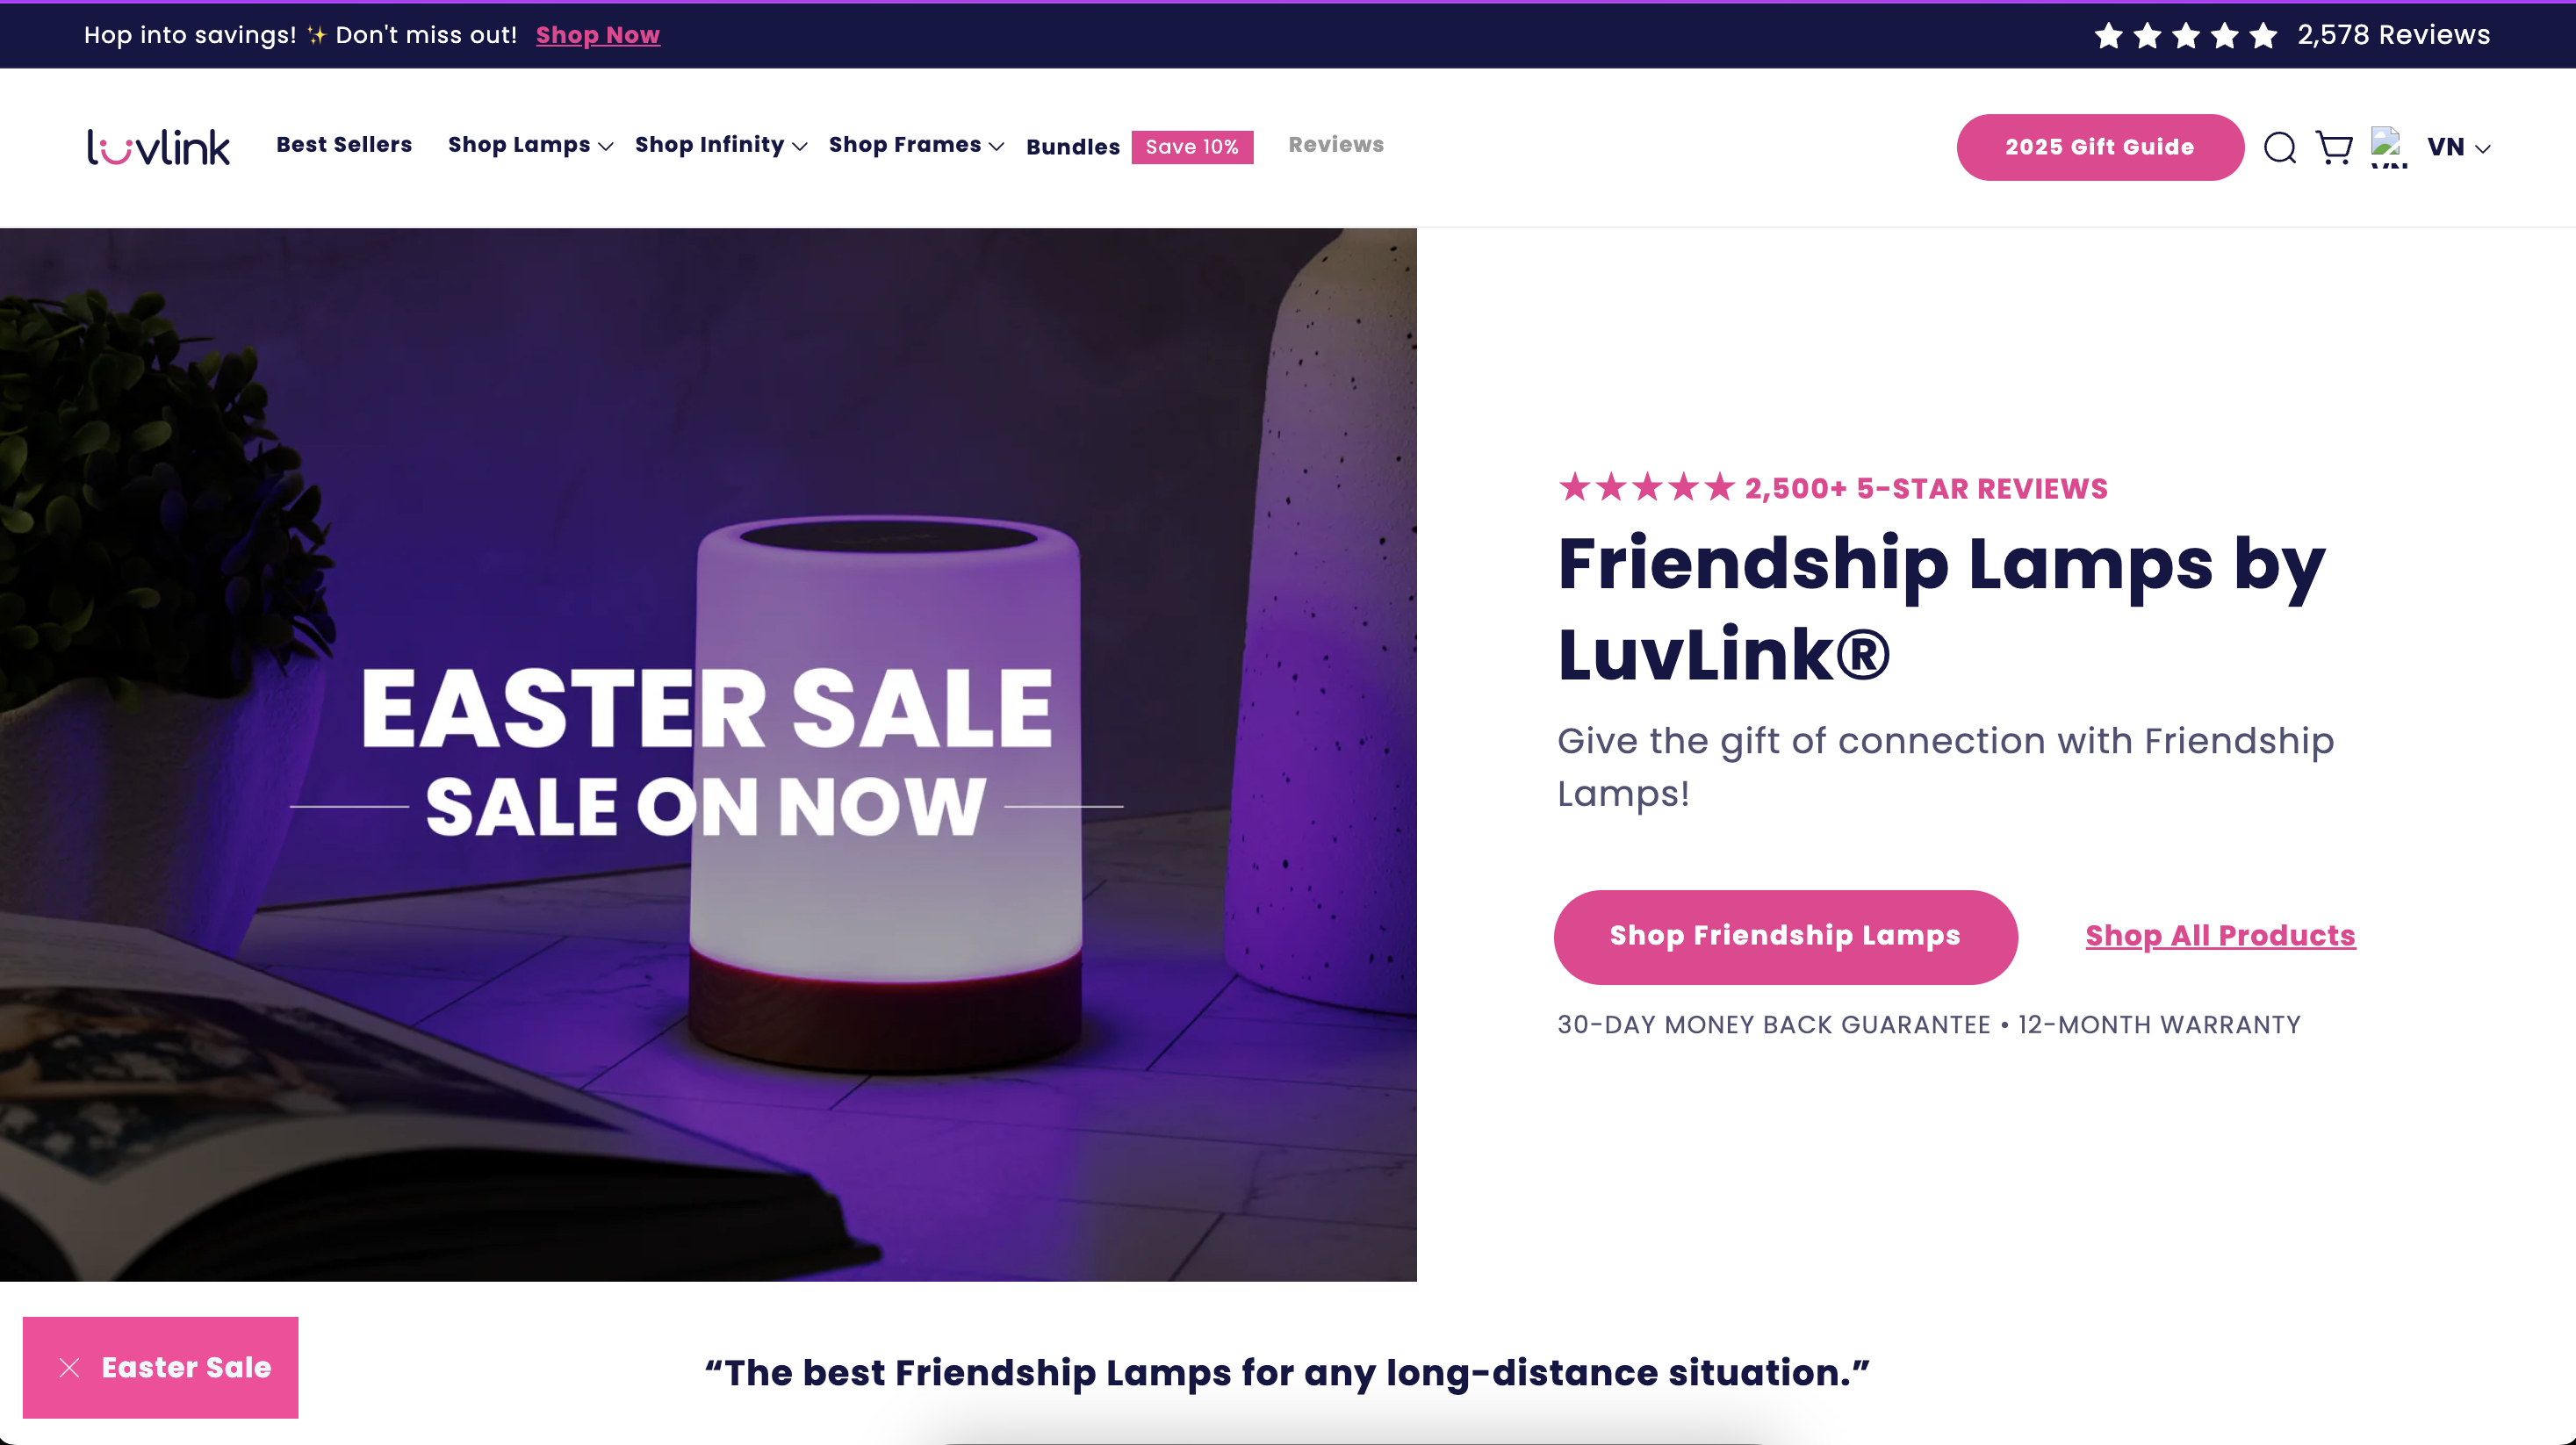 Hop into savings! ✨ Don't miss out! Shop Now
★★★★★ 2,578 Reviews
luvlink
Best Sellers
Shop Lamps
Shop Infinity
Shop Frames
Bundles Save 10%
Reviews
2025 Gift Guide
VN
EASTER SALE
SALE ON NOW
★★★★★ 2,500+ 5-STAR REVIEWS
Friendship Lamps by
LuvLink®
Give the gift of connection with Friendship
Lamps!
Shop Friendship Lamps
Shop All Products
30-DAY MONEY BACK GUARANTEE • 12-MONTH WARRANTY
Easter Sale
“The best Friendship Lamps for any long-distance situation.”